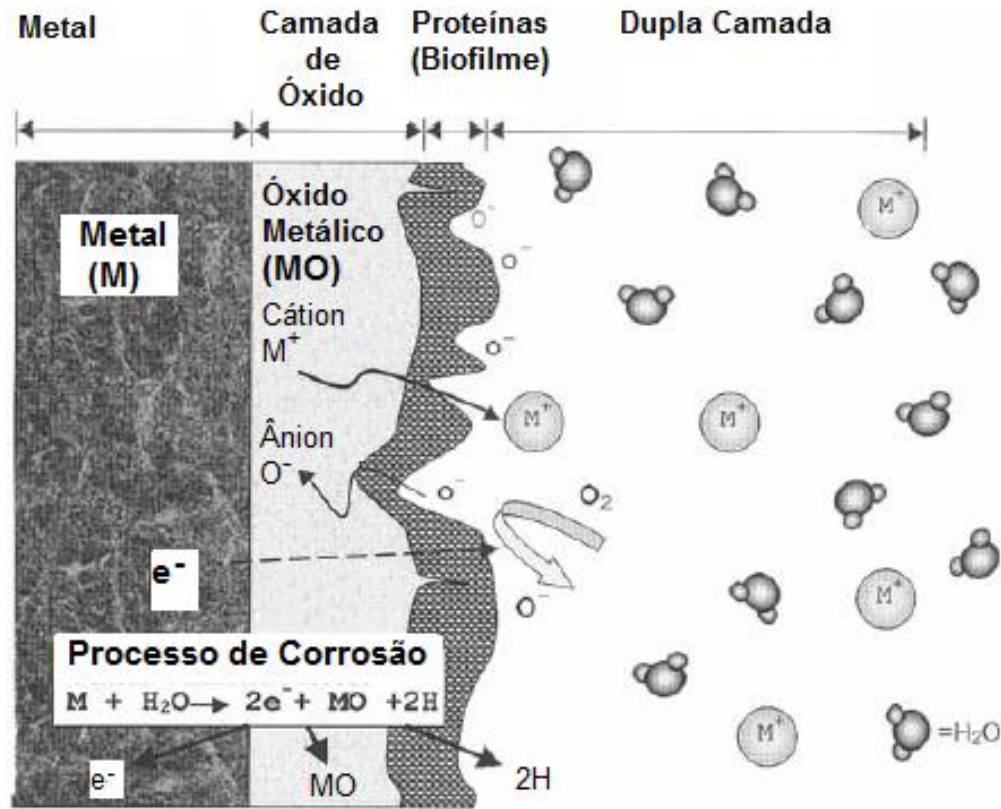 Metal
Camada
de
Óxido
Proteínas
(Biofilme)
Dupla Camada
Metal
(M)
Óxido
Metálico
(MO)
Cátion
M⁺
Ânion
O⁻
e⁻
O⁻
O⁻
O⁻
O⁻
O⁻
O₂
M⁺
M⁺
M⁺
M⁺
M⁺
Processo de Corrosão
M + H₂O → 2e⁻ + MO +2H
e⁻
MO
2H
=H₂O